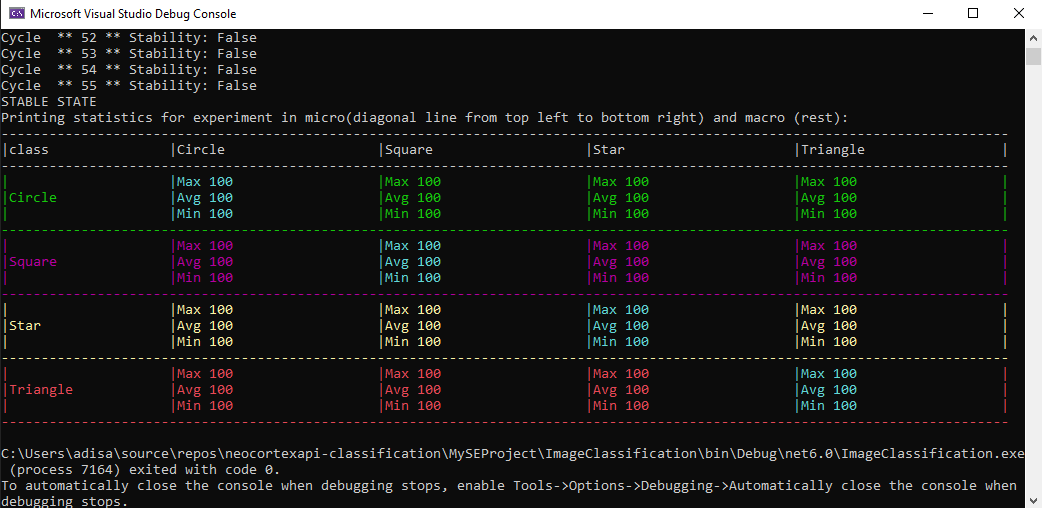 Microsoft Visual Studio Debug Console
Cycle  ** 52 ** Stability: False
Cycle  ** 53 ** Stability: False
Cycle  ** 54 ** Stability: False
Cycle  ** 55 ** Stability: False
STABLE STATE
Printing statistics for experiment in micro(diagonal line from top left to bottom right) and macro (rest):
|class |Circle |Square |Star |Triangle |
| |Max 100 |Max 100 |Max 100 |Max 100 |
|Circle |Avg 100 |Avg 100 |Avg 100 |Avg 100 |
| |Min 100 |Min 100 |Min 100 |Min 100 |
| |Max 100 |Max 100 |Max 100 |Max 100 |
|Square |Avg 100 |Avg 100 |Avg 100 |Avg 100 |
| |Min 100 |Min 100 |Min 100 |Min 100 |
| |Max 100 |Max 100 |Max 100 |Max 100 |
|Star |Avg 100 |Avg 100 |Avg 100 |Avg 100 |
| |Min 100 |Min 100 |Min 100 |Min 100 |
| |Max 100 |Max 100 |Max 100 |Max 100 |
|Triangle |Avg 100 |Avg 100 |Avg 100 |Avg 100 |
| |Min 100 |Min 100 |Min 100 |Min 100 |
C:\Users\adisa\source\repos\neocortexapi-classification\MySEProject\ImageClassification\bin\Debug\net6.0\ImageClassification.exe
(process 7164) exited with code 0.
To automatically close the console when debugging stops, enable Tools->Options->Debugging->Automatically close the console when
debugging stops.